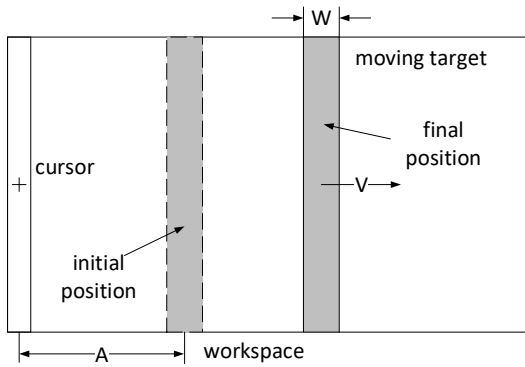 W
moving target
final
position
cursor
V
initial
position
A
workspace